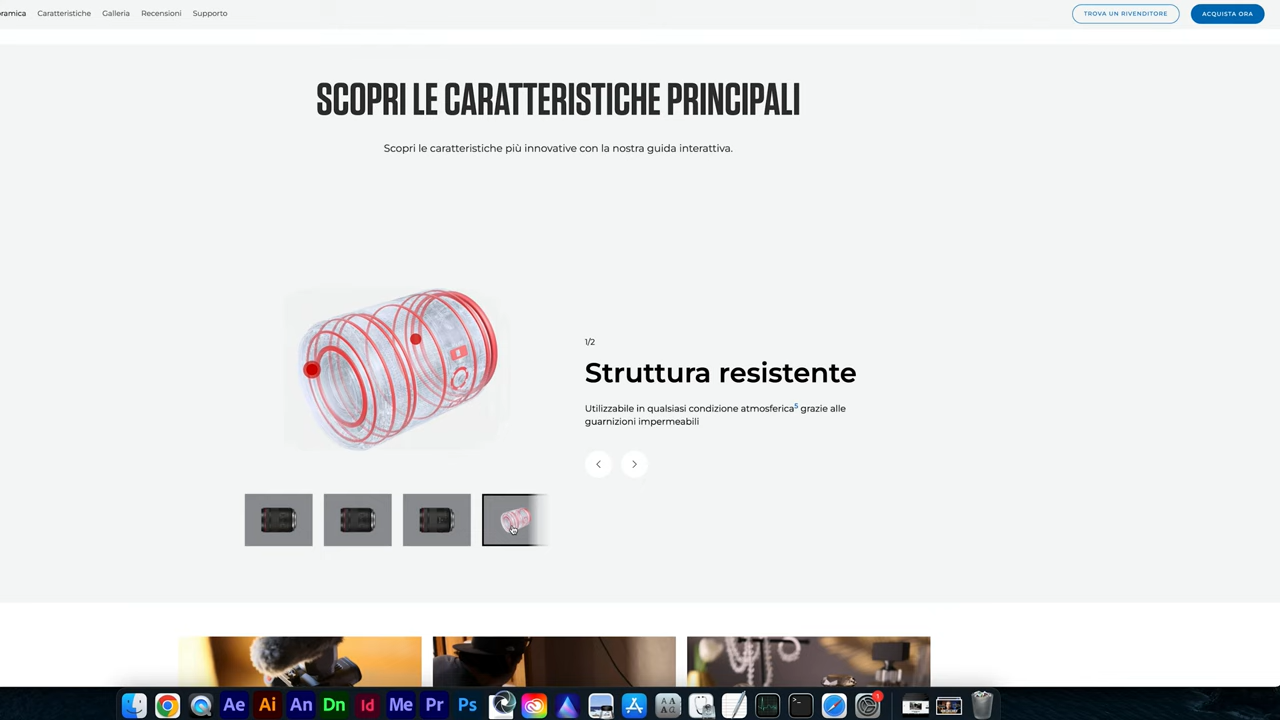 Caratteristiche Galleria Recensioni Supporto TROVA UN RIVENDITORE ACQUISTA ORA
SCOPRI LE CARATTERISTICHE PRINCIPALI
Scopri le caratteristiche più innovative con la nostra guida interattiva.
1/2
Struttura resistente
Utilizzabile in qualsiasi condizione atmosferica5 grazie alle
guarnizioni impermeabili
Ae Ai An Dn Id Me Pr Ps 1